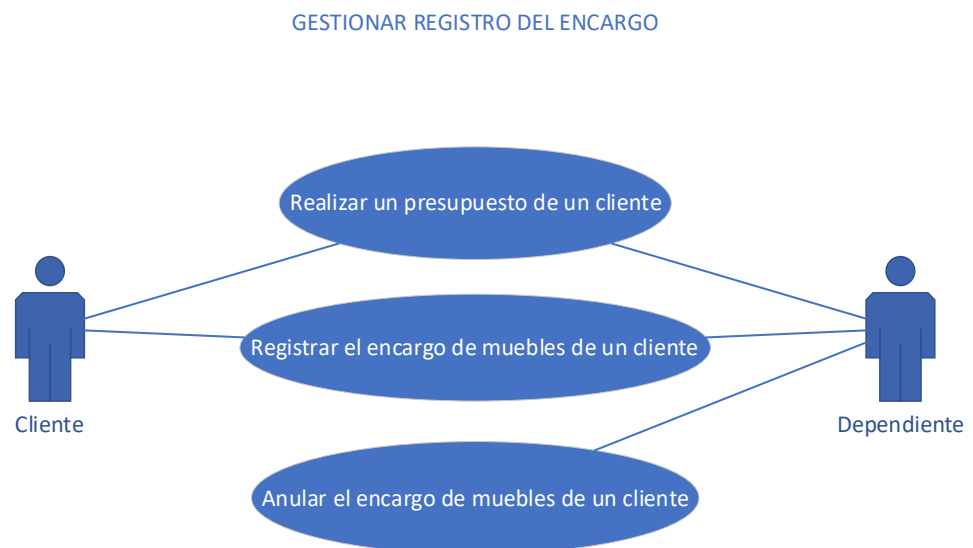 GESTIONAR REGISTRO DEL ENCARGO
Realizar un presupuesto de un cliente
Registrar el encargo de muebles de un cliente
Cliente
Dependiente
Anular el encargo de muebles de un cliente